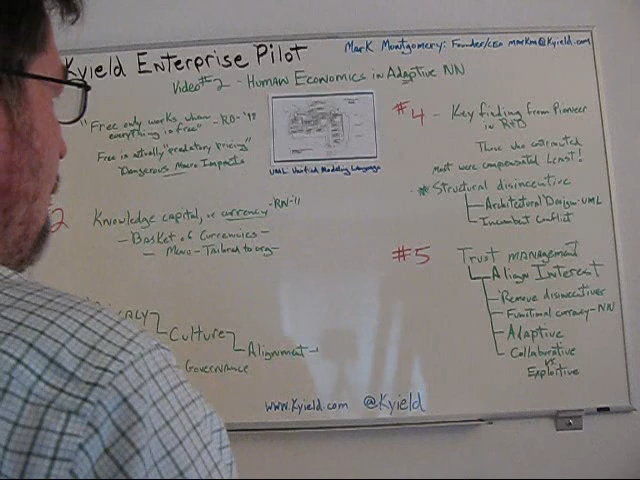 Kyield Enterprise Pilot
Mark Montgomery: Founder/CEO markm@Kyield.com
Video #2 - Human Economics in Adaptive NN
"Free only works when
everything is free" - RD-'98
Free is actually "predatory pricing"
Dangerous Macro Impacts
UML Unified Modeling Language
2 Knowledge capital, or currency -RN-'11
- Basket of Currencies -
- Memo - Tailored to org -
Culture
Alignment -
Governance
#4 - Key finding from Pioneer
in R+D
Those who contributed
Most were compensated Least!
* Structural disincentive
Architectural Design-UML
Incumbent Conflict
#5 Trust management
Align Interest
Remove disincentives
Functional currency-NN
Adaptive
Collaborative
vs
Exploitive
www.Kyield.com @Kyield